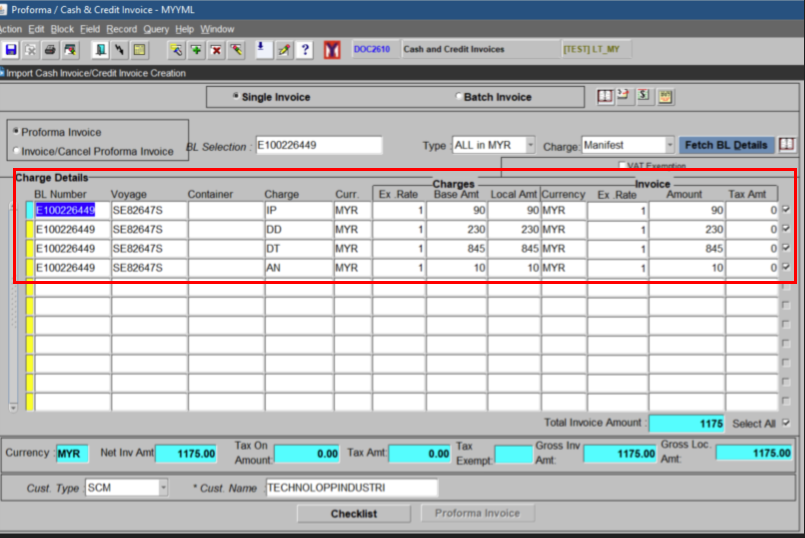 Proforma / Cash & Credit Invoice - MYYML
Action Edit Block Field Record Query Help Window
DOC2610 Cash and Credit Invoices [TEST] LT_MY
Import Cash Invoice/Credit Invoice Creation
Single Invoice Batch Invoice
Proforma Invoice
Invoice/Cancel Proforma Invoice BL Selection : E100226449 Type : ALL in MYR Charge: Manifest Fetch BL Details
VAT Exemption
Charge Details Charges Invoice
BL Number Voyage Container Charge Curr. Ex .Rate Base Amt Local Amt Currency Ex .Rate Amount Tax Amt
E100226449 SE82647S IP MYR 1 90 90 MYR 1 90 0
E100226449 SE82647S DD MYR 1 230 230 MYR 1 230 0
E100226449 SE82647S DT MYR 1 845 845 MYR 1 845 0
E100226449 SE82647S AN MYR 1 10 10 MYR 1 10 0
Total Invoice Amount : 1175 Select All
Currency : MYR Net Inv Amt 1175.00 Tax On Amount: 0.00 Tax Amt: 0.00 Tax Exempt: Gross Inv Amt: 1175.00 Gross Loc. Amt: 1175.00
Cust. Type : SCM * Cust. Name : TECHNOLOPPINDUSTRI
Checklist Proforma Invoice